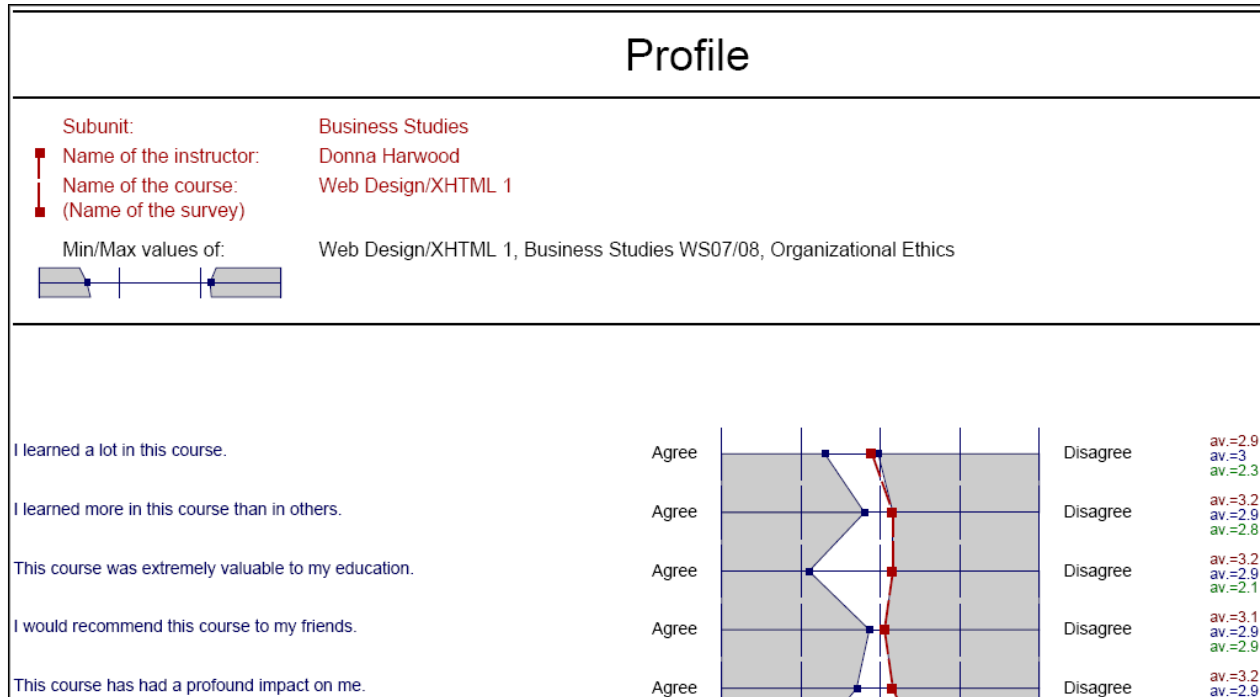 Profile
Subunit: Business Studies
Name of the instructor: Donna Harwood
Name of the course: Web Design/XHTML 1
(Name of the survey)
Min/Max values of: Web Design/XHTML 1, Business Studies WS07/08, Organizational Ethics
I learned a lot in this course. Agree Disagree av.=2.9
av.=3
av.=2.3
I learned more in this course than in others. Agree Disagree av.=3.2
av.=2.9
av.=2.8
This course was extremely valuable to my education. Agree Disagree av.=3.2
av.=2.9
av.=2.1
I would recommend this course to my friends. Agree Disagree av.=3.1
av.=2.9
av.=2.9
This course has had a profound impact on me. Agree Disagree av.=3.2
av.=2.9